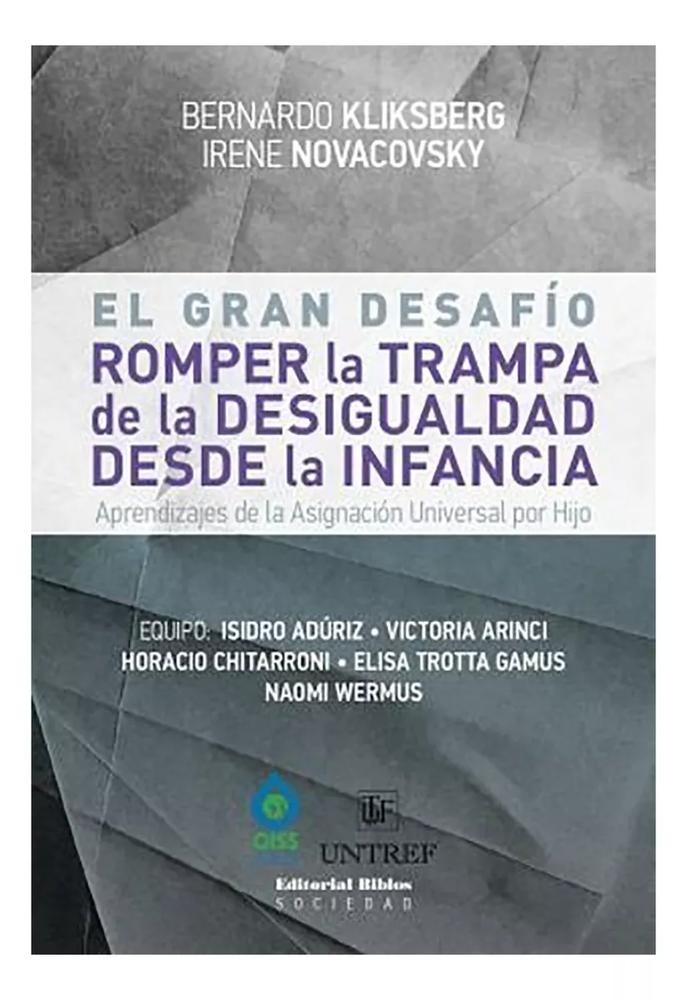 BERNARDO KLIKSBERG
IRENE NOVACOVSKY
EL GRAN DESAFÍO
ROMPER la TRAMPA
de la DESIGUALDAD
DESDE la INFANCIA
Aprendizajes de la Asignación Universal por Hijo
EQUIPO: ISIDRO ADÚRIZ • VICTORIA ARINCI
HORACIO CHITARRONI • ELISA TROTTA GAMUS
NAOMI WERMUS
OISS
UNTREF
Editorial Biblos
SOCIEDAD